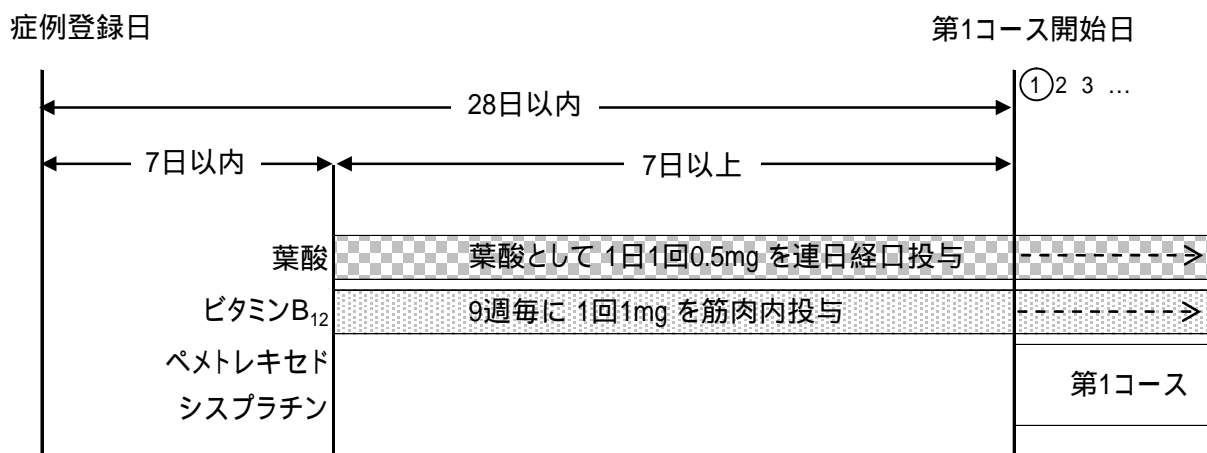 症例登録日
第1コース開始日
①2 3 …
28日以内
7日以内
7日以上
葉酸
葉酸として 1日1回0.5mg を連日経口投与
ビタミンB₁₂
9週毎に 1回1mg を筋肉内投与
ペメトレキセド
シスプラチン
第1コース